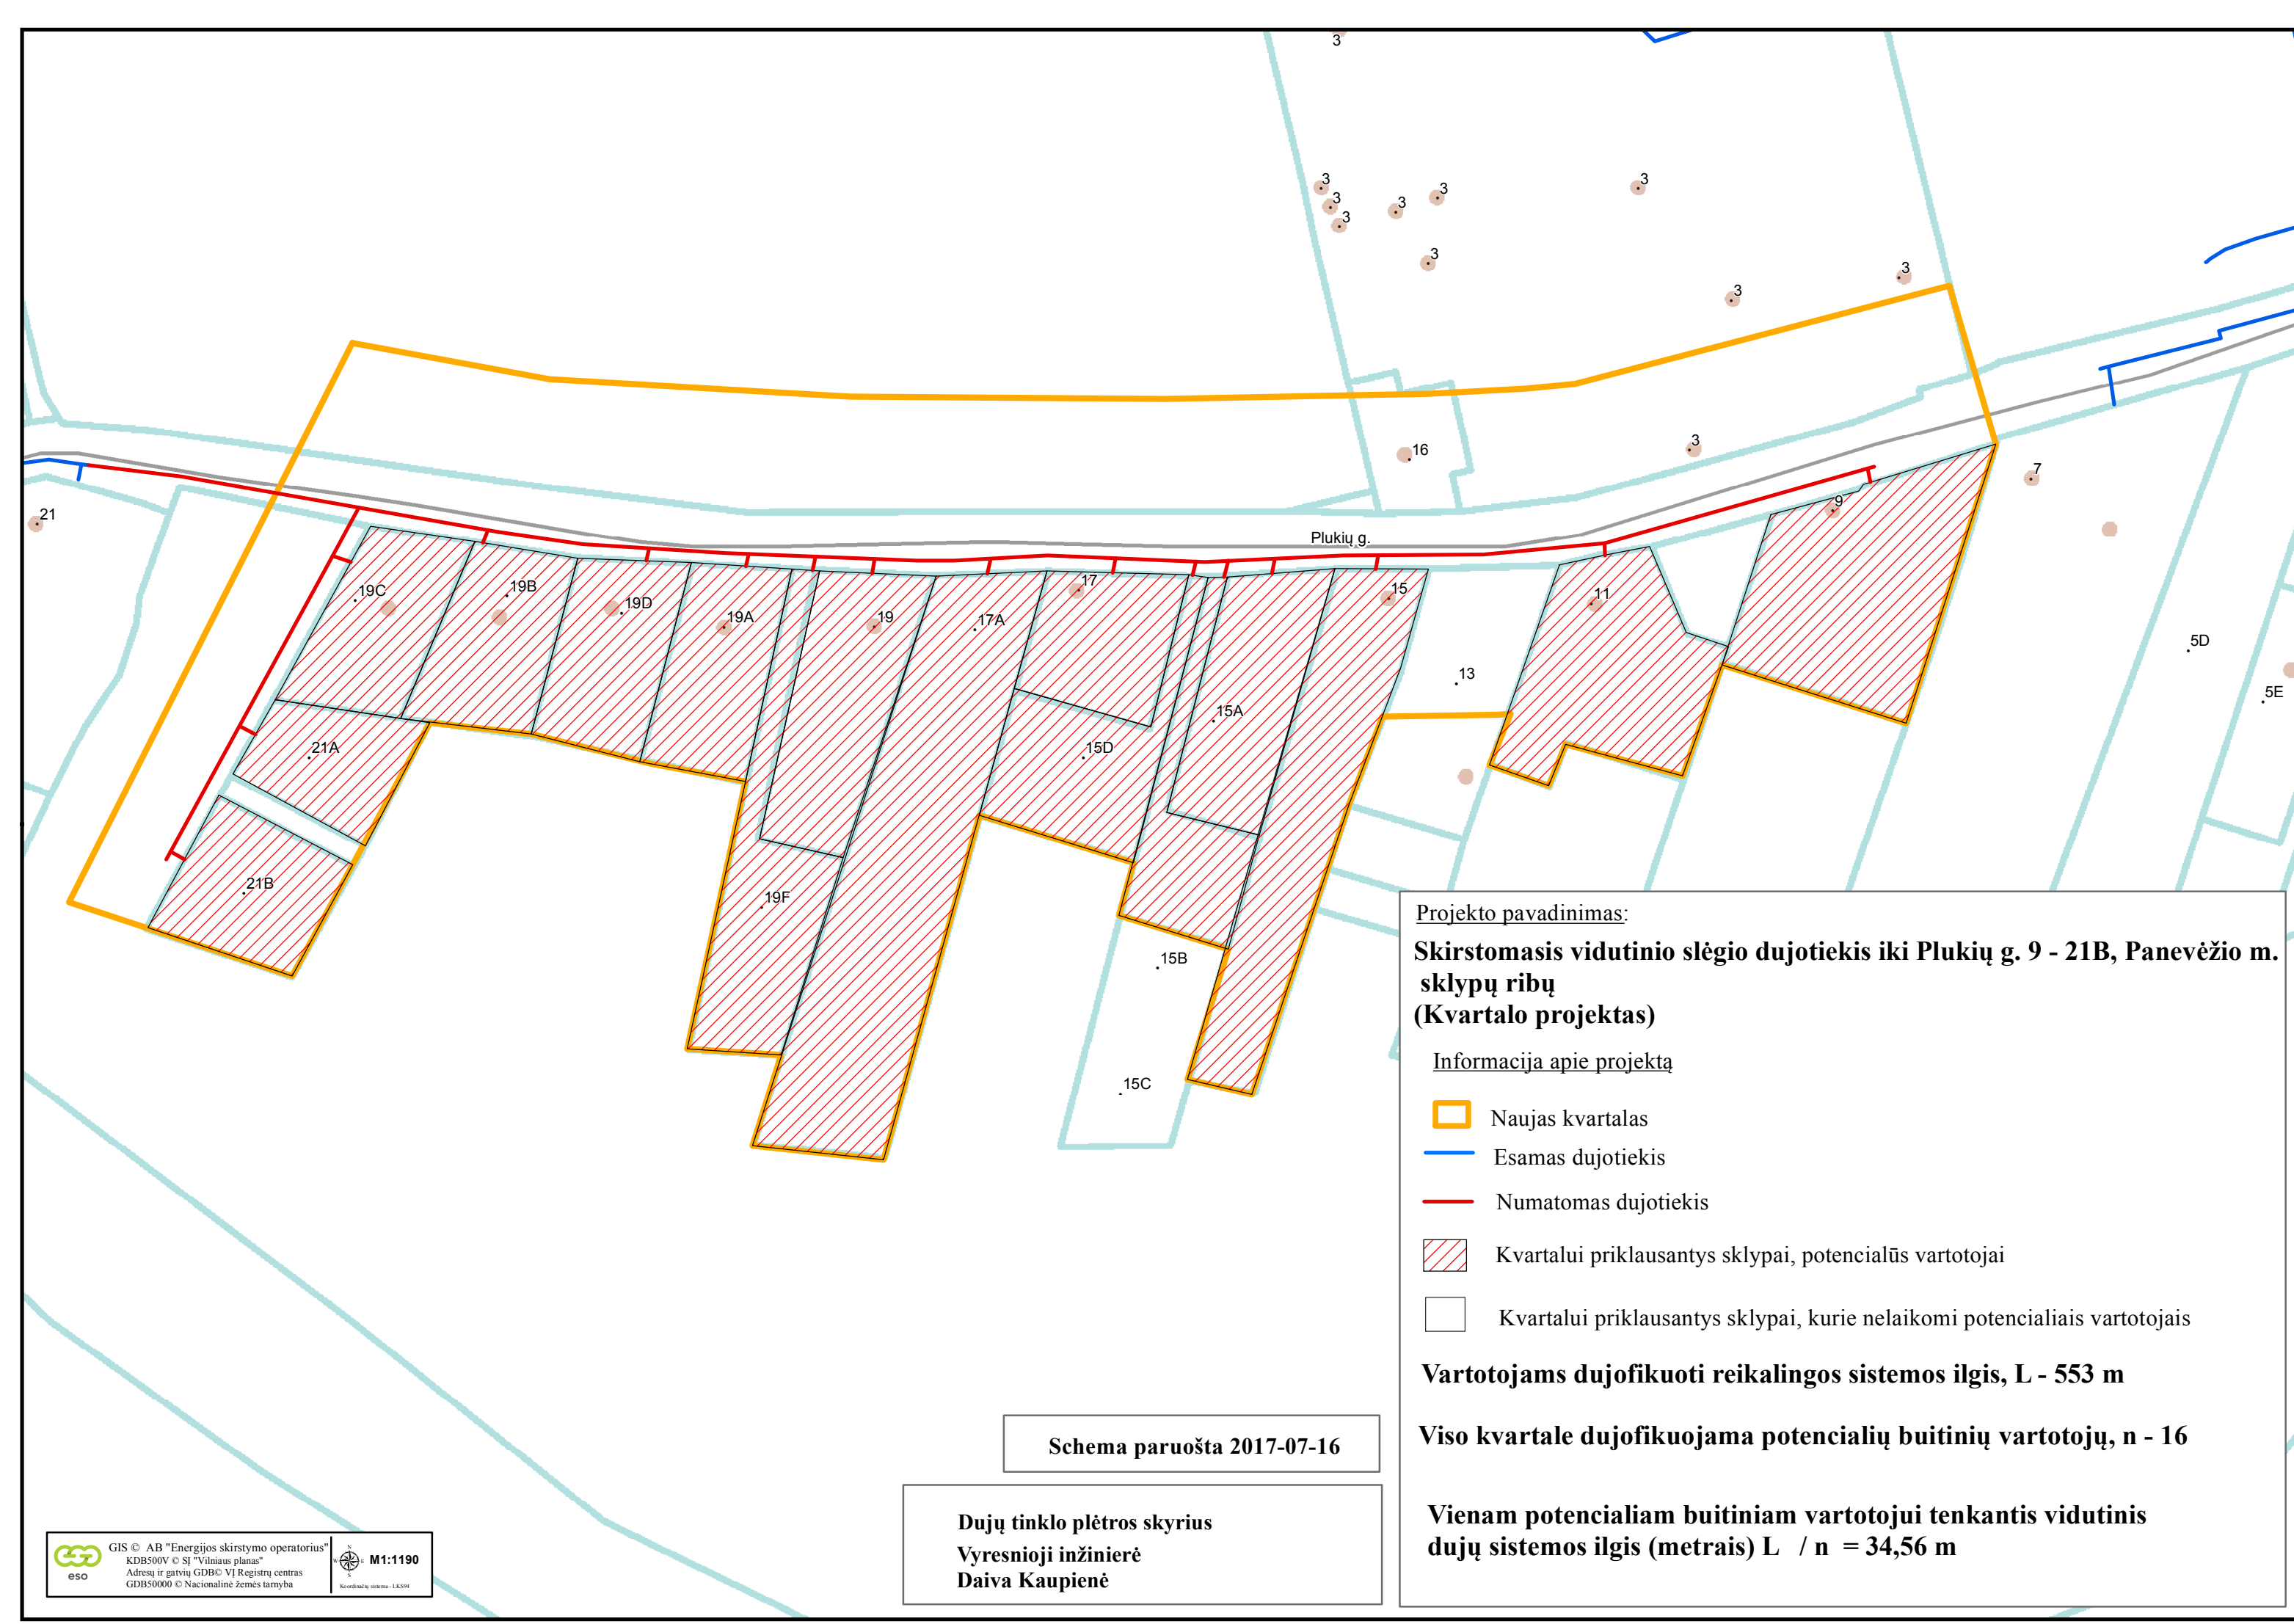 3
3
3
3
3
3
3
3
3
3
3
16
3
7
21
9
Plukių g.
19C
19B
19D
19A
19
17A
17
15
11
13
5D
5E
21A
15A
15D
21B
19F
15B
15C
Projekto pavadinimas:
Skirstomasis vidutinio slėgio dujotiekis iki Plukių g. 9 - 21B, Panevėžio m.
sklypų ribų
(Kvartalo projektas)
Informacija apie projektą
Naujas kvartalas
Esamas dujotiekis
Numatomas dujotiekis
Kvartalui priklausantys sklypai, potencialūs vartotojai
Kvartalui priklausantys sklypai, kurie nelaikomi potencialiais vartotojais
Vartotojams dujofikuoti reikalingos sistemos ilgis, L - 553 m
Viso kvartale dujofikuojama potencialių buitinių vartotojų, n - 16
Vienam potencialiam buitiniam vartotojui tenkantis vidutinis
dujų sistemos ilgis (metrais) L / n = 34,56 m
Schema paruošta 2017-07-16
Dujų tinklo plėtros skyrius
Vyresnioji inžinierė
Daiva Kaupienė
eso
GIS © AB "Energijos skirstymo operatorius"
KDB500V © SĮ "Vilniaus planas"
Adresų ir gatvių GDB© VĮ Registrų centras
GDB50000 © Nacionalinė žemės tarnyba
N
W
E
S
M1:1190
Koordinačių sistema - LKS94